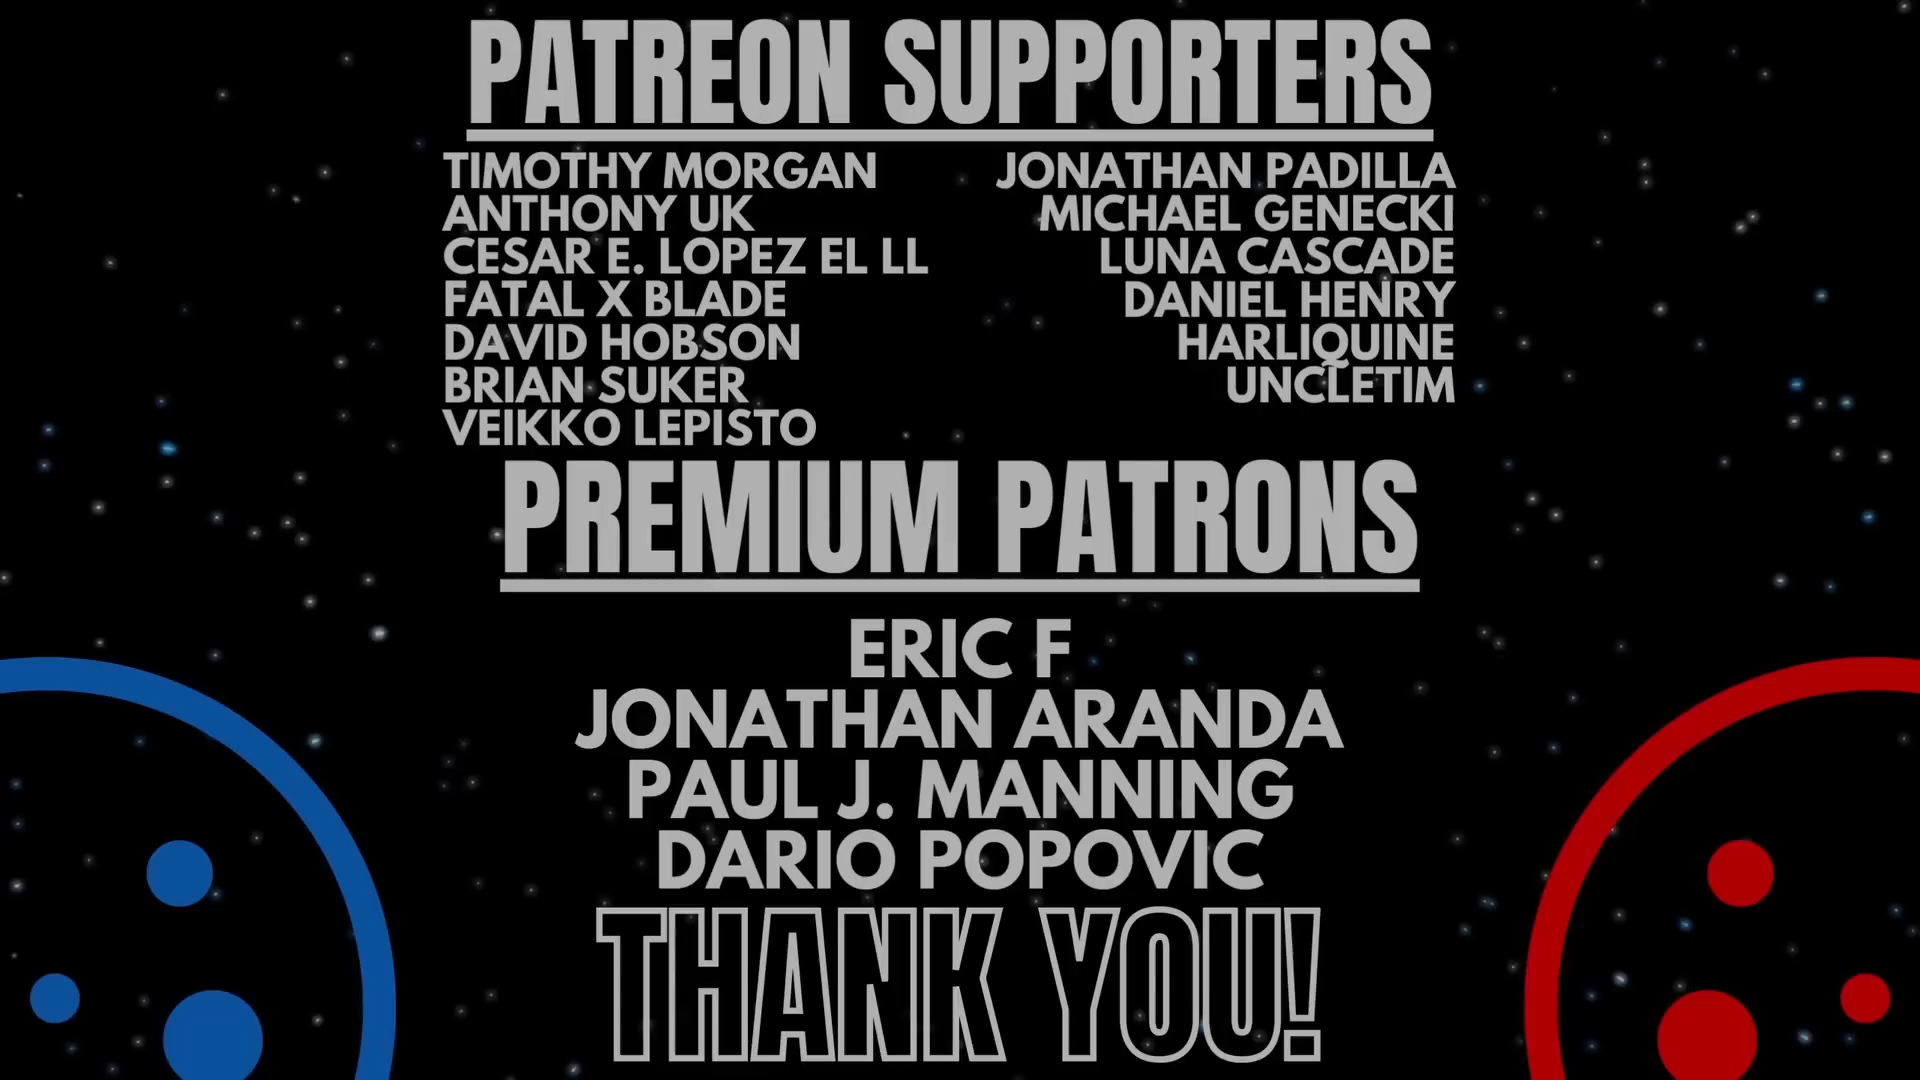 PATREON SUPPORTERS
TIMOTHY MORGAN
ANTHONY UK
CESAR E. LOPEZ EL LL
FATAL X BLADE
DAVID HOBSON
BRIAN SUKER
VEIKKO LEPISTO
JONATHAN PADILLA
MICHAEL GENECKI
LUNA CASCADE
DANIEL HENRY
HARLIQUINE
UNCLETIM
PREMIUM PATRONS
ERIC F
JONATHAN ARANDA
PAUL J. MANNING
DARIO POPOVIC
THANK YOU!